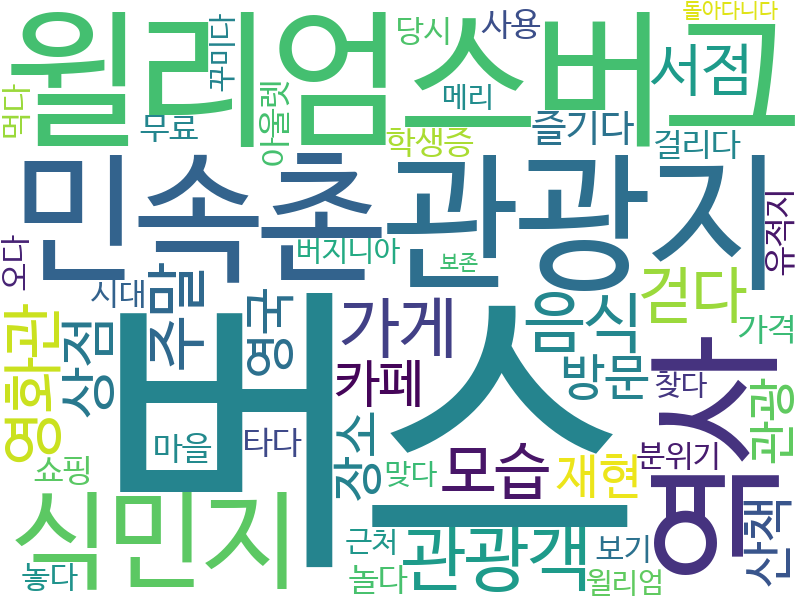 돌아다니다
윌리엄스버그
꾸미다
당시
사용
서점
메리
먹다
무료
아울렛
학생증
즐기다
걸리다
민속촌
관광지
유적지
오다
버지니아
보존
시대
주말
영국
가게
음식
걷다
가격
영화관
상점
버스
카페
방문
찾다
역사
관광
마을
타다
장소
맞다
모습
재현
분위기
쇼핑
식민지
산책
놓다
근처
놀다
관광객
보기
윌리엄